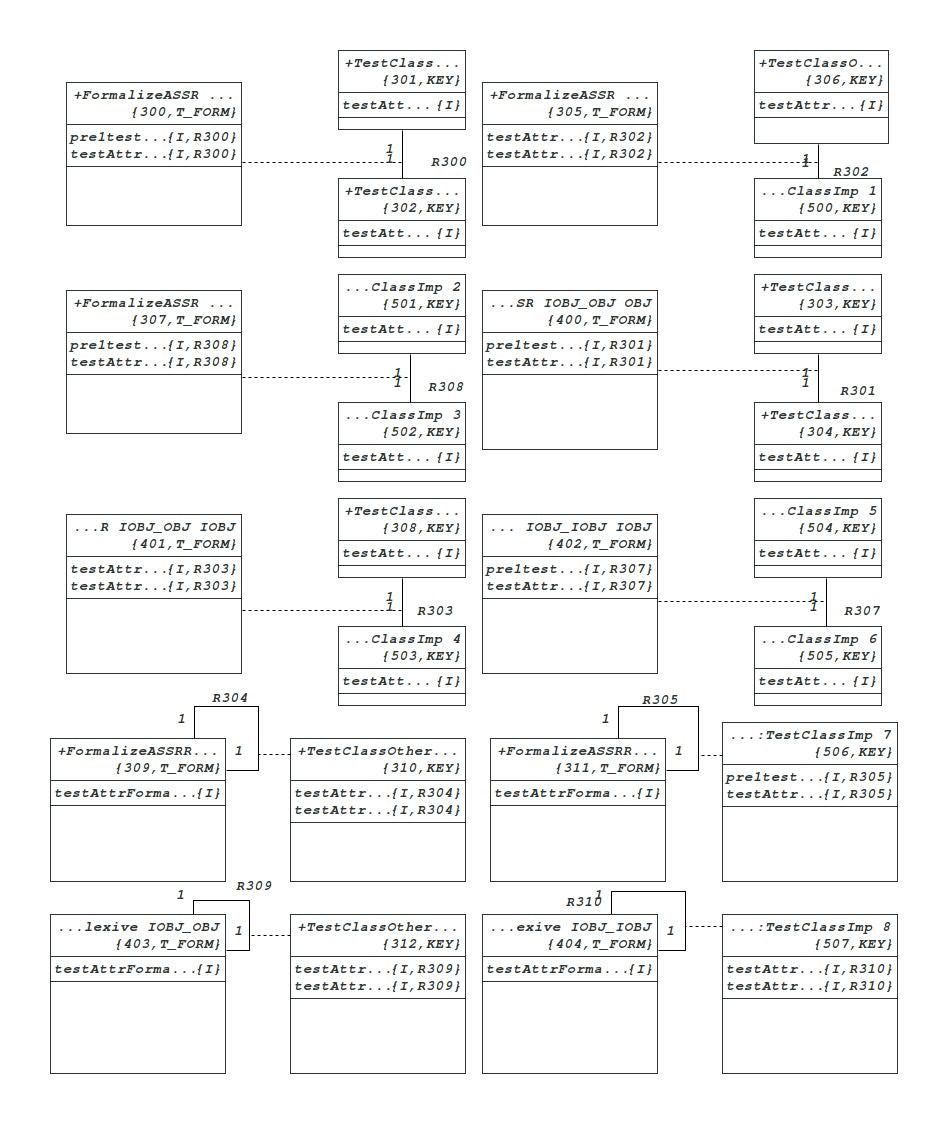 +FormalizeASSR ...
{300,T_FORM}
pre1test...{I,R300}
testAttr...{I,R300}
+TestClass...
{301,KEY}
testAtt... {I}
1
1
R300
+TestClass...
{302,KEY}
testAtt... {I}
+FormalizeASSR ...
{305,T_FORM}
pre1test...{I,R302}
testAttr...{I,R302}
+TestClassO...
{306,KEY}
testAttr...{I}
1
1
R302
...ClassImp 1
{500,KEY}
testAtt... {I}
+FormalizeASSR ...
{307,T_FORM}
pre1test...{I,R308}
testAttr...{I,R308}
...ClassImp 2
{501,KEY}
testAtt... {I}
1
1
R308
...ClassImp 3
{502,KEY}
testAtt... {I}
...SR IOBJ_OBJ OBJ
{400,T_FORM}
pre1test...{I,R301}
testAttr...{I,R301}
+TestClass...
{303,KEY}
testAtt... {I}
1
1
R301
+TestClass...
{304,KEY}
testAtt... {I}
...R IOBJ_OBJ IOBJ
{401,T_FORM}
testAttr...{I,R303}
testAttr...{I,R303}
+TestClass...
{308,KEY}
testAtt... {I}
1
1
R303
...ClassImp 4
{503,KEY}
testAtt... {I}
... IOBJ_IOBJ IOBJ
{402,T_FORM}
pre1test...{I,R307}
testAttr...{I,R307}
...ClassImp 5
{504,KEY}
testAtt... {I}
1
1
R307
...ClassImp 6
{505,KEY}
testAtt... {I}
R304
1
1
+FormalizeASSRR...
{309,T_FORM}
testAttrForma...{I}
+TestClassOther...
{310,KEY}
testAttr...{I,R304}
testAttr...{I,R304}
R305
1
1
+FormalizeASSRR...
{311,T_FORM}
testAttrForma...{I}
...:TestClassImp 7
{506,KEY}
pre1test...{I,R305}
testAttr...{I,R305}
R309
1
1
...lexive IOBJ_OBJ
{403,T_FORM}
testAttrForma...{I}
+TestClassOther...
{312,KEY}
testAttr...{I,R309}
testAttr...{I,R309}
R310
1
1
...exive IOBJ_IOBJ
{404,T_FORM}
testAttrForma...{I}
...:TestClassImp 8
{507,KEY}
testAttr...{I,R310}
testAttr...{I,R310}